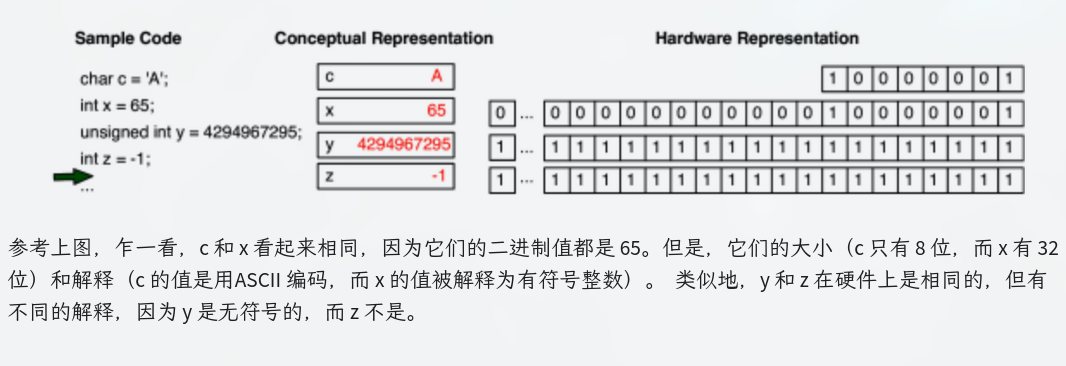 Sample Code Conceptual Representation Hardware Representation
char c = 'A'; c A 1 0 0 0 0 0 0 1
int x = 65; x 65 0 ... 0 0 0 0 0 0 0 0 0 0 0 1 0 0 0 0 0 0 1
unsigned int y = 4294967295; y 4294967295 1 ... 1 1 1 1 1 1 1 1 1 1 1 1 1 1 1 1 1 1 1
int z = -1; z -1 1 ... 1 1 1 1 1 1 1 1 1 1 1 1 1 1 1 1 1 1 1
...
参考上图，乍一看，c 和 x 看起来相同，因为它们的二进制值都是 65。但是，它们的大小（c 只有 8 位，而 x 有 32
位）和解释（c 的值是用ASCII 编码，而 x 的值被解释为有符号整数）。 类似地，y 和 z 在硬件上是相同的，但有
不同的解释，因为 y 是无符号的，而 z 不是。